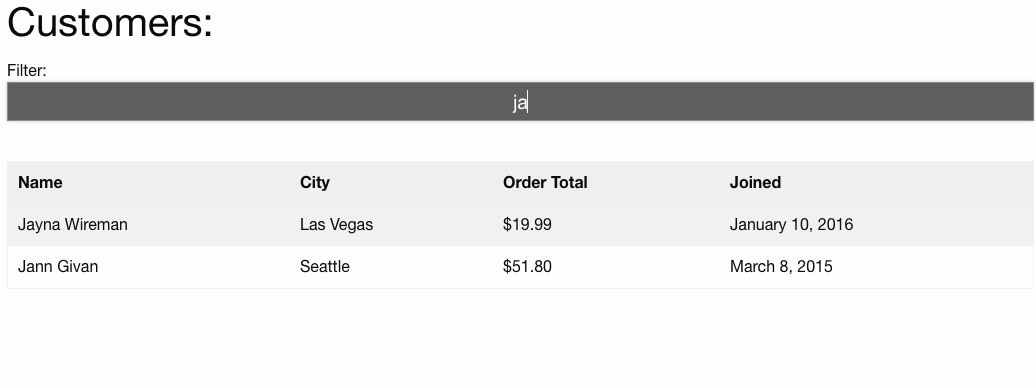 Customers:
Filter:
ja
Name City Order Total Joined
Jayna Wireman Las Vegas $19.99 January 10, 2016
Jann Givan Seattle $51.80 March 8, 2015